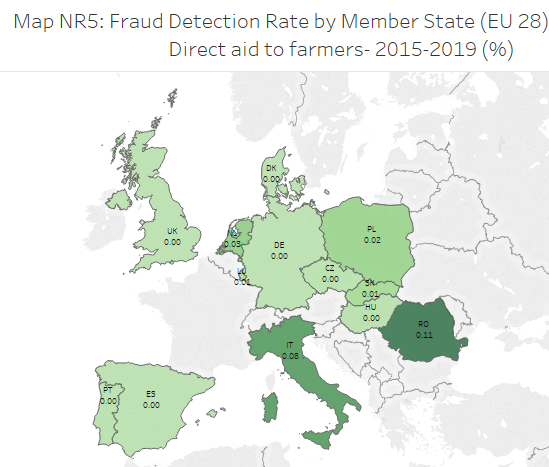 Map NR5: Fraud Detection Rate by Member State (EU 28)
Direct aid to farmers- 2015-2019 (%)
DK
0.00
UK
0.00
NL
0.03
DE
0.00
PL
0.02
LU
0.01
CZ
0.00
SK
0.01
HU
0.00
RO
0.11
IT
0.08
PT
0.00
ES
0.00